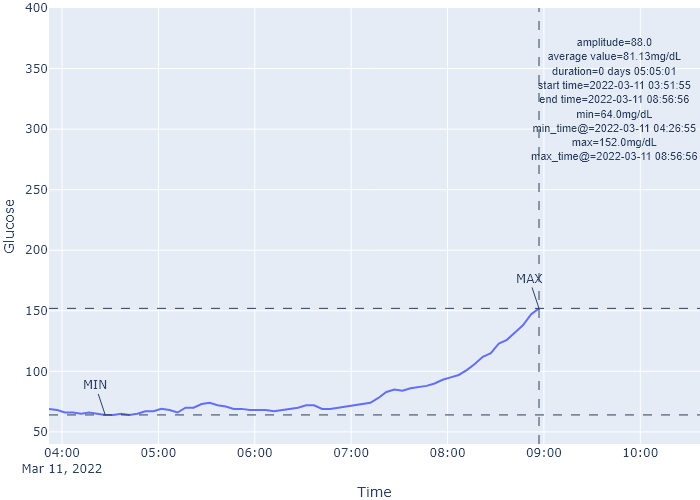 400
350
300
250
200
150
100
50
Glucose
amplitude=88.0
average value=81.13mg/dL
duration=0 days 05:05:01
start time=2022-03-11 03:51:55
end time=2022-03-11 08:56:56
min=64.0mg/dL
min_time@=2022-03-11 04:26:55
max=152.0mg/dL
max_time@=2022-03-11 08:56:56
MAX
MIN
04:00 05:00 06:00 07:00 08:00 09:00 10:00
Mar 11, 2022
Time